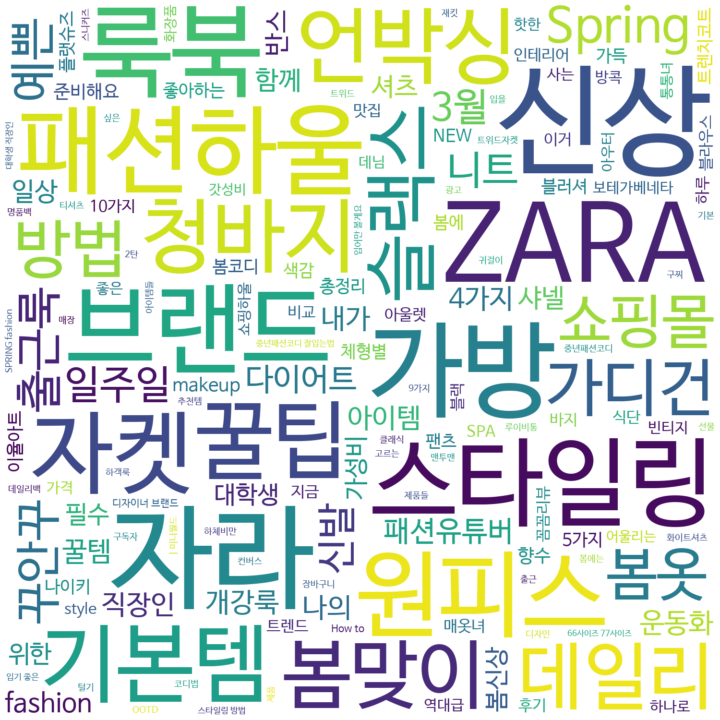 예쁜
플랫슈즈
스니커즈
화장품
룩북
반스
언박싱
재킷
핫한
Spring
트렌치코트
준비해요
좋아하는
함께
셔츠
인테리어
가득
맛집
3월
사는
방콕
통통녀
패션하울
트위드
싶은
신상
대학생 직장인
NEW
트위드자켓
입을
이거
아우터
블라우스
데님
니트
일상
갓성비
블러셔
보테가베네타
하루
티셔츠
청바지
슬랙스
ZARA
명품백
10가지
광고
기본
방법
입어만 볼게요
봄에
2탄
봄코디
색감
귀걸이
구찌
좋은
총정리
4가지
샤넬
쇼핑몰
매장
아이템들
쇼핑하울
비교
내가
아울렛
SPRING fashion
출근룩
브랜드
중년패션코디 잘입는법
체형별
가방
중년패션코디
가디건
일주일
makeup
다이어트
9가지
블랙
추천템
이율아트
자켓
꿀팁
아이템
SPA
루이비통
바지
식단
선물
하객룩
가성비
클래식
고르는
팬츠
빈티지
데일리백
가격
디자이너 브랜드
대학생
지금
맨투맨
스타일링
제품들
꾸안꾸
필수
구독자
자라
하체비만
신발
패션유튜버
5가지
폼폼리뷰
어울리는
화이트셔츠
꿀템
나이키
컨버스
향수
봄에는
봄옷
style
직장인
개강룩
장바구니
나의
원피스
출근
운동화
위한
트렌드
How to
매옷녀
디자인
66사이즈 77사이즈
입기 좋은
털기
기본템
코디법
제품
봄맞이
봄신상
데일리
fashion
OOTD
스타일링 방법
역대급
후기
하나로